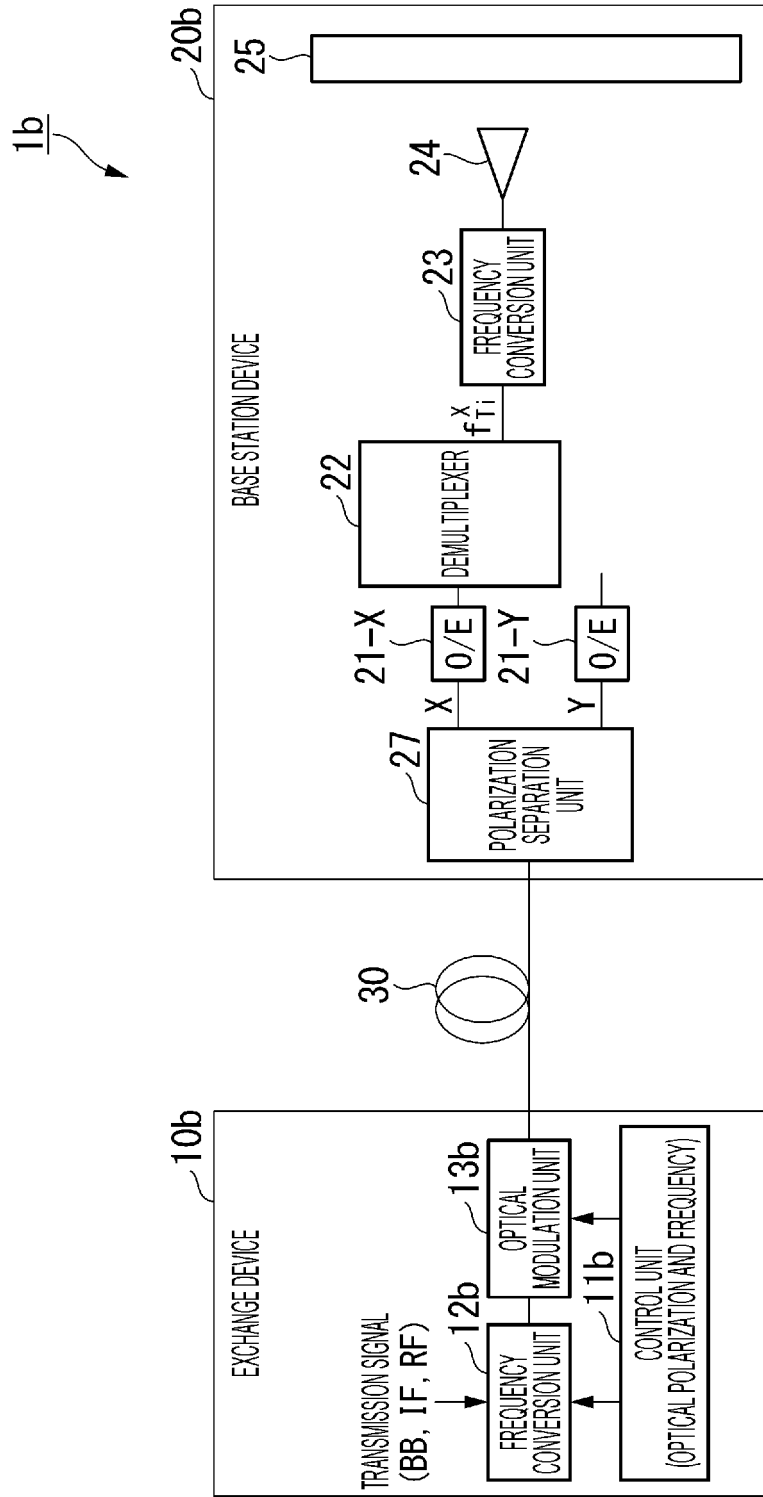 1b
10b
EXCHANGE DEVICE
TRANSMISSION SIGNAL
(BB, IF, RF)
12b
FREQUENCY
CONVERSION UNIT
13b
OPTICAL
MODULATION UNIT
CONTROL UNIT
(OPTICAL POLARIZATION AND FREQUENCY)
11b
30
20b
BASE STATION DEVICE
27
POLARIZATION
SEPARATION
UNIT
X
Y
21-X
O/E
21-Y
O/E
22
DEMULTIPLEXER
f_{Ti}^{X}
23
FREQUENCY
CONVERSION UNIT
24
25